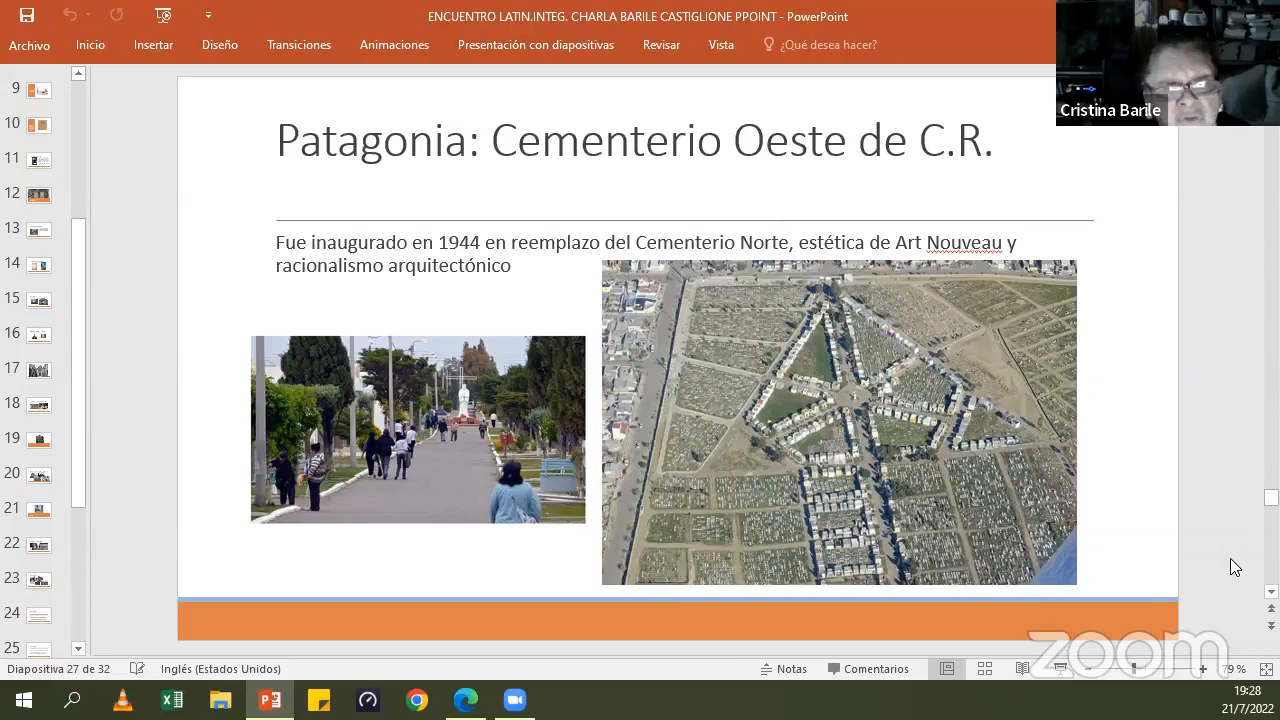 ENCUENTRO LATIN.INTEG. CHARLA BARILE CASTIGLIONE PPOINT - PowerPoint
Archivo Inicio Insertar Diseño Transiciones Animaciones Presentación con diapositivas Revisar Vista ¿Qué desea hacer?
Cristina Barile
9
10
11
12
13
14
15
16
17
18
19
20
21
22
23
24
25
Patagonia: Cementerio Oeste de C.R.
Fue inaugurado en 1944 en reemplazo del Cementerio Norte, estética de Art Nouveau y
racionalismo arquitectónico
zoom
Diapositiva 27 de 32 Inglés (Estados Unidos) Notas Comentarios 79 %
19:28
21/7/2022